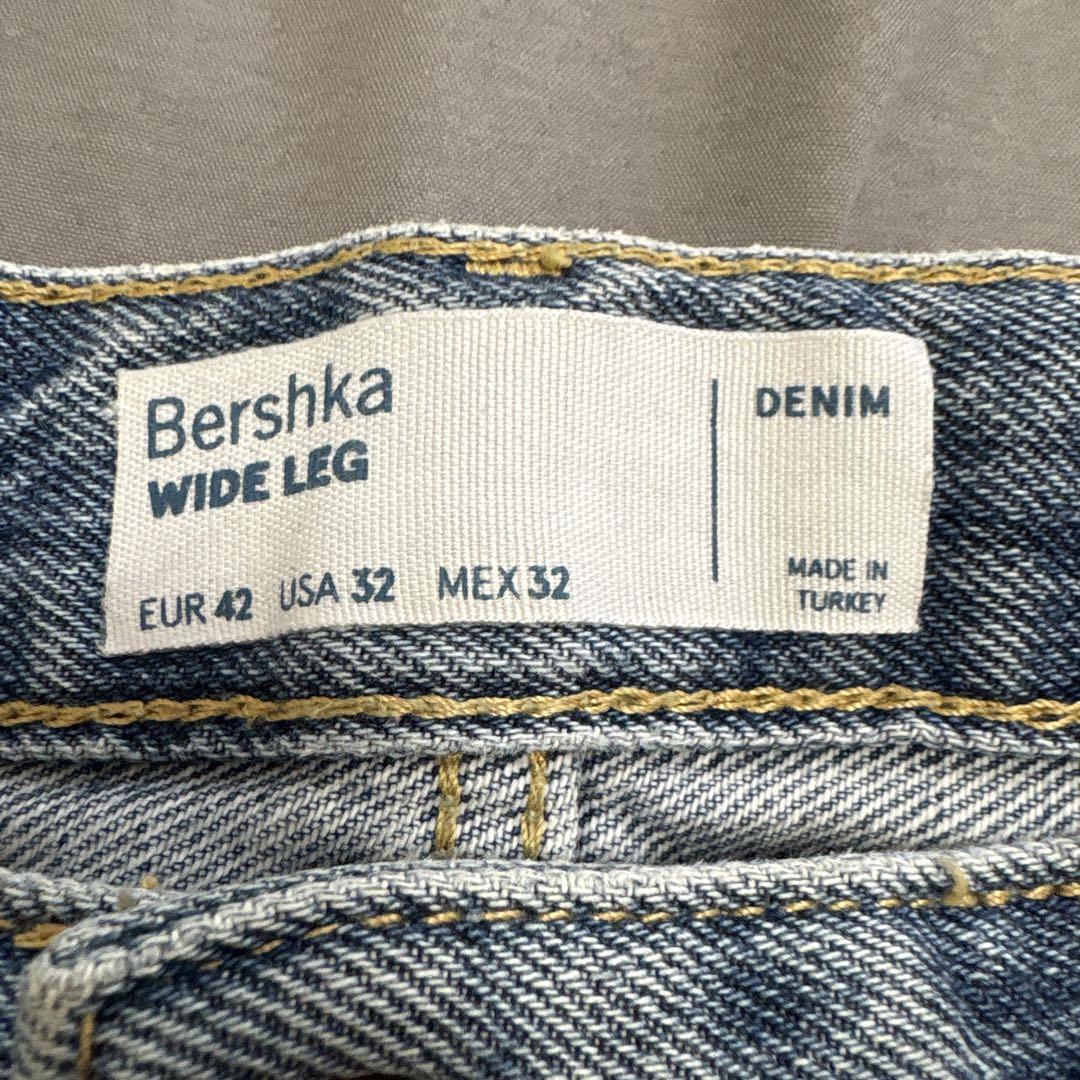 Bershka
WIDE LEG
EUR 42 USA 32 MEX 32
DENIM
MADE IN
TURKEY